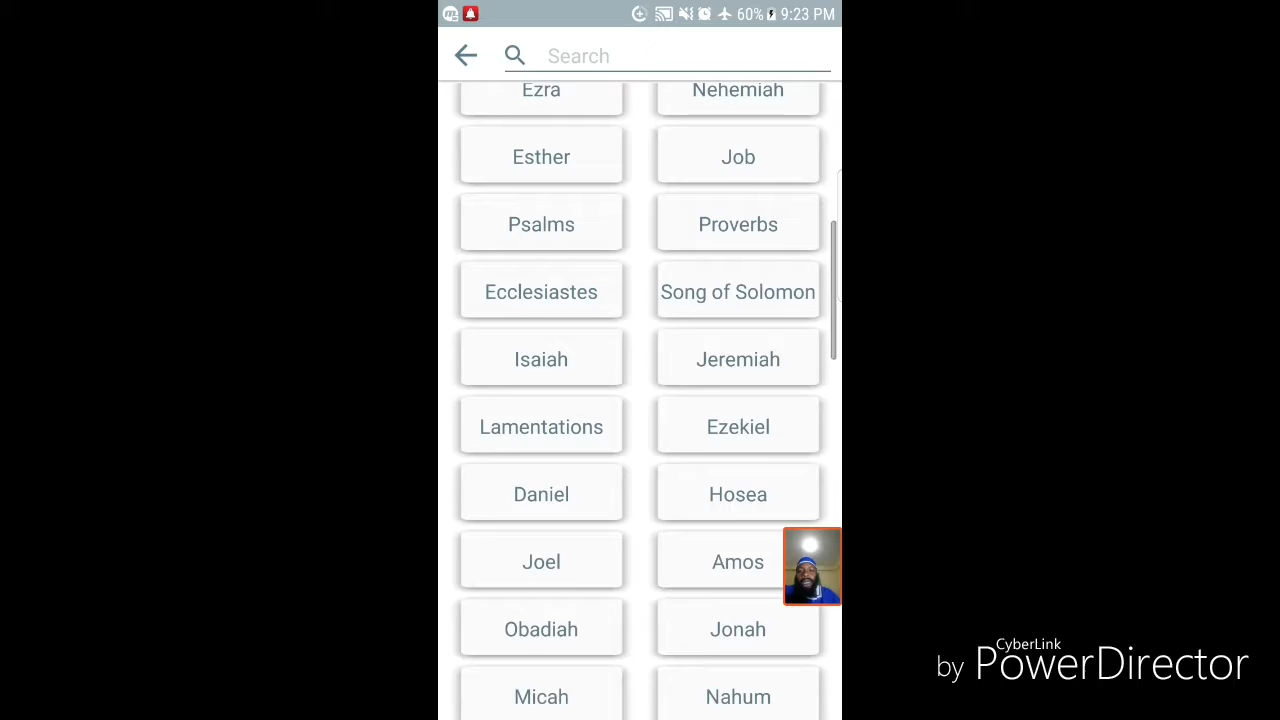 60% 9:23 PM
Search
Ezra Nehemiah
Esther Job
Psalms Proverbs
Ecclesiastes Song of Solomon
Isaiah Jeremiah
Lamentations Ezekiel
Daniel Hosea
Joel Amos
Obadiah Jonah
Micah Nahum
CyberLink
by PowerDirector